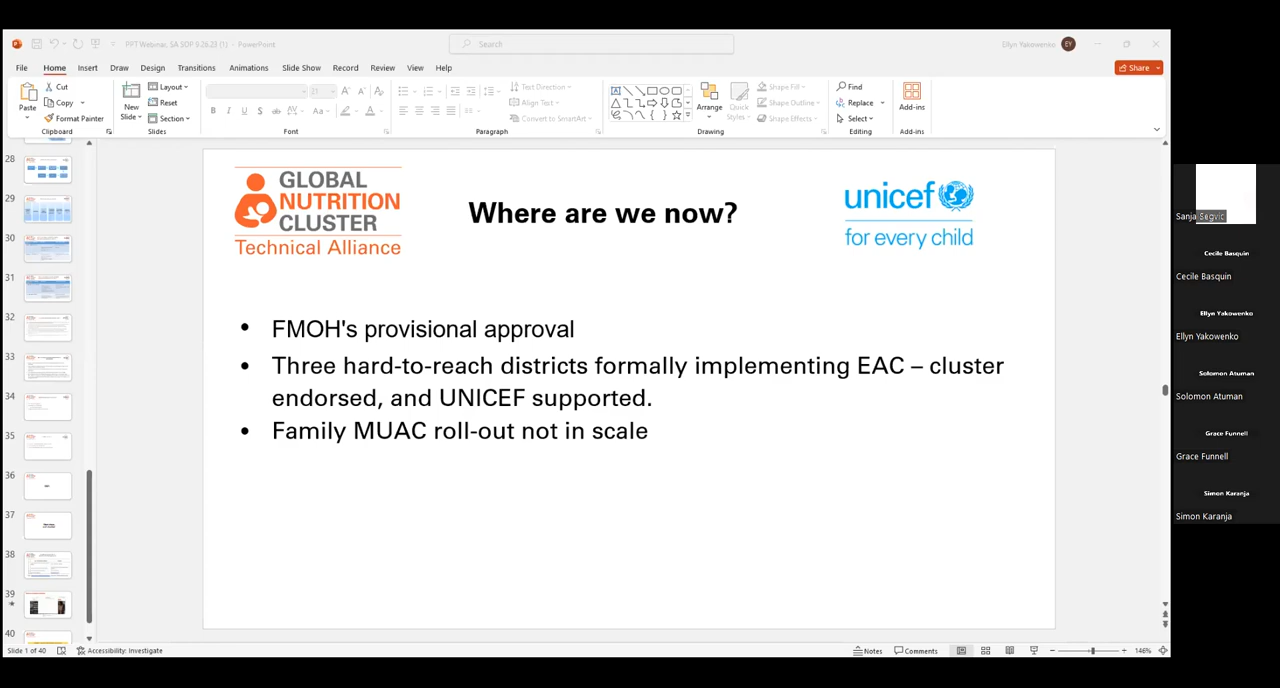 PPT Webinar, SA SOP 9.26.23 (1) - PowerPoint
Search
Ellyn Yakowenko
EY
File Home Insert Draw Design Transitions Animations Slide Show Record Review View Help
Share
Paste
Cut
Copy
Format Painter
Clipboard
New Slide
Layout
Reset
Section
Slides
Font
Text Direction
Align Text
Convert to SmartArt
Paragraph
Arrange
Quick Styles
Shape Fill
Shape Outline
Shape Effects
Drawing
Find
Replace
Select
Editing
Add-ins
Add-ins
28
29
30
31
32
33
34
35
36
37
38
39
40
GLOBAL
NUTRITION
CLUSTER
Technical Alliance
Where are we now?
unicef
for every child
• FMOH's provisional approval
• Three hard-to-reach districts formally implementing EAC – cluster
endorsed, and UNICEF supported.
• Family MUAC roll-out not in scale
Sanja Segvic
Cecile Basquin
Cecile Basquin
Ellyn Yakowenko
Ellyn Yakowenko
Solomon Atuman
Solomon Atuman
Grace Funnell
Grace Funnell
Simon Karanja
Simon Karanja
Slide 1 of 40
Accessibility: Investigate
Notes
Comments
146%